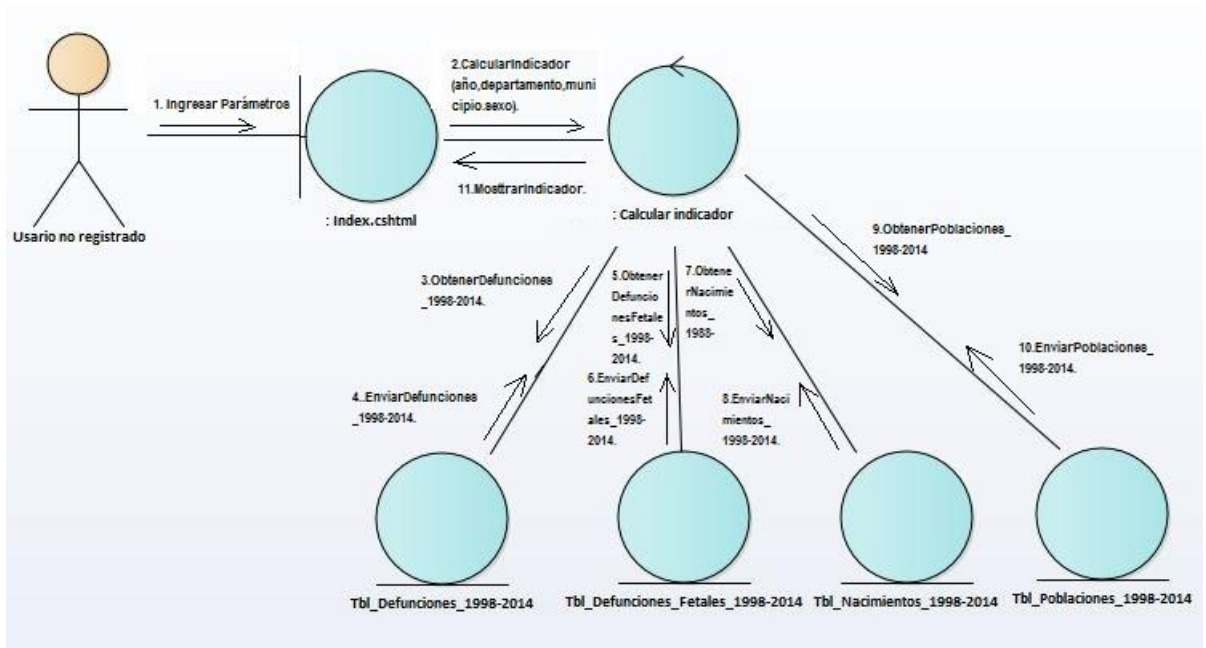 1. Ingresar Parámetros
2.CalcularIndicador
(año,departamento,muni
cipio.sexo).
11.MosttrarIndicador.
: Index.cshtml
: Calcular indicador
Usario no registrado
3.ObtenerDefunciones
_1998-2014.
4..EnviarDefunciones
_1998-2014.
5.Obtener
Defuncio
nesFetale
s_1998-
2014.
6.EnviarDef
uncionesFet
ales_1998-
2014.
7.Obtene
rNacimie
ntos_
1988-
8.EnviarNaci
mientos_
1998-2014.
9.ObtenerPoblaciones_
1998-2014
10.EnviarPoblaciones_
1998-2014.
Tbl_Defunciones_1998-2014
Tbl_Defunciones_Fetales_1998-2014
Tbl_Nacimientos_1998-2014
Tbl_Poblaciones_1998-2014